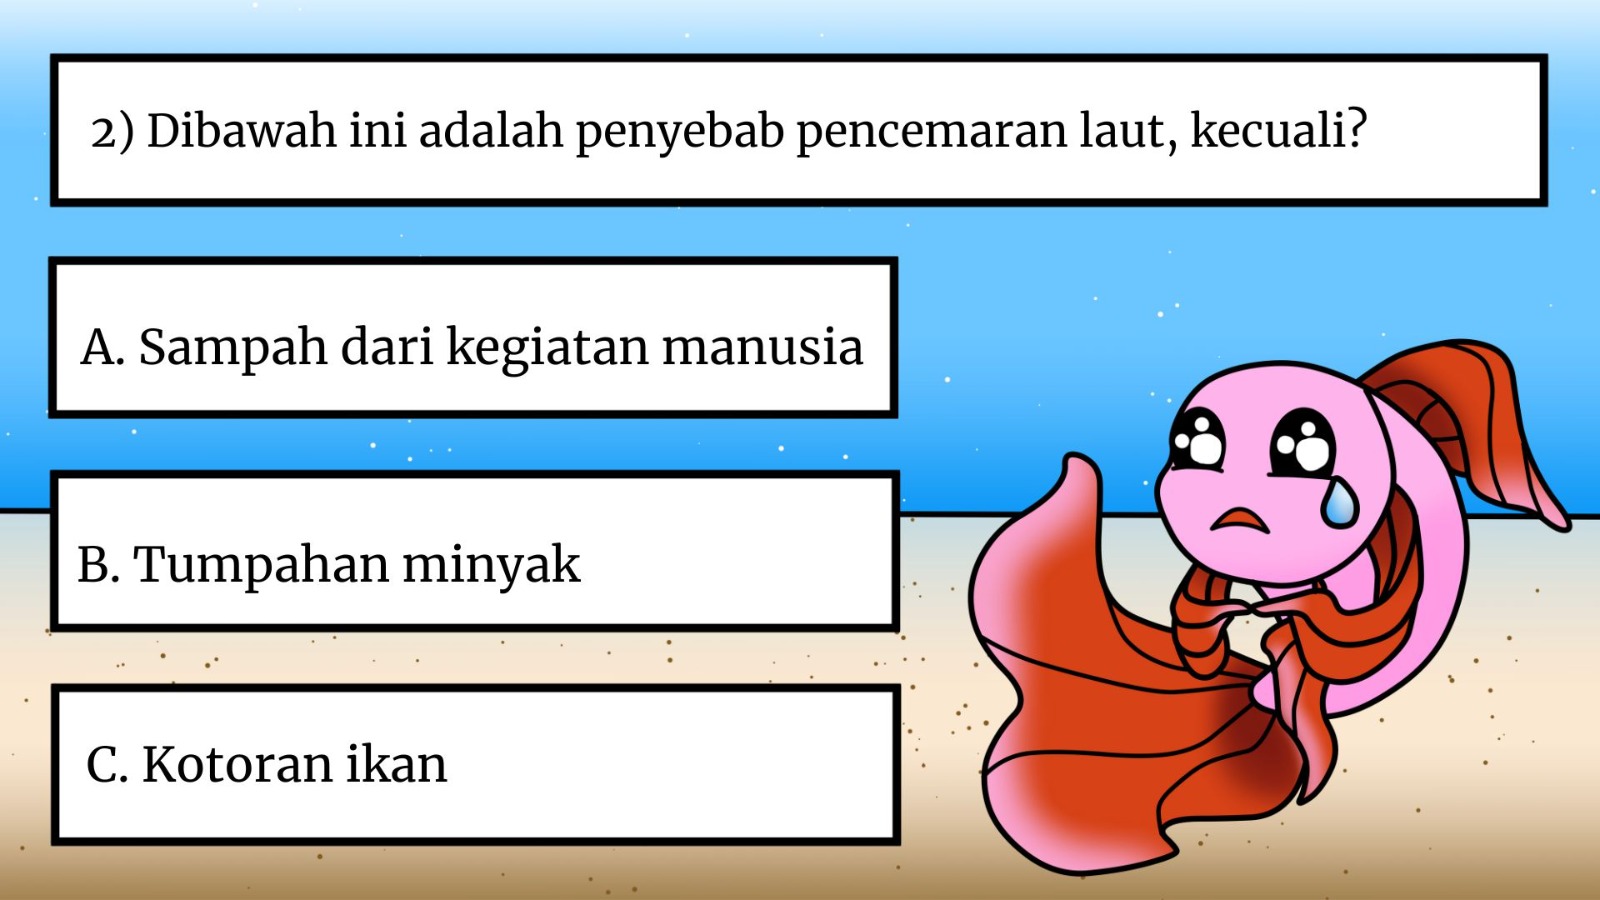 2) Dibawah ini adalah penyebab pencemaran laut, kecuali?
A. Sampah dari kegiatan manusia
B. Tumpahan minyak
C. Kotoran ikan